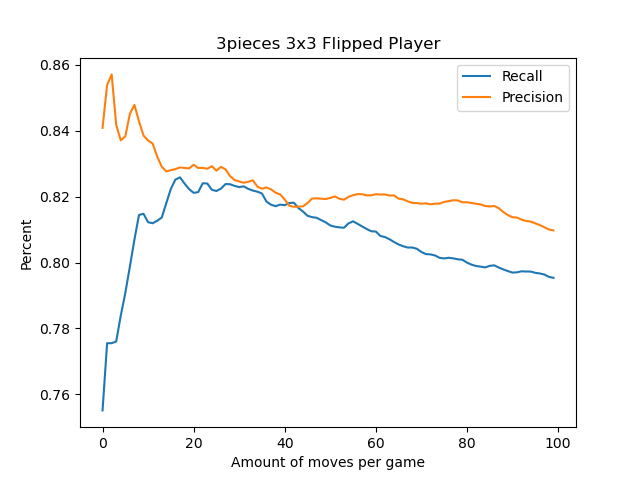 3pieces 3x3 Flipped Player
Recall
Precision
Percent
0.86
0.84
0.82
0.80
0.78
0.76
0 20 40 60 80 100
Amount of moves per game